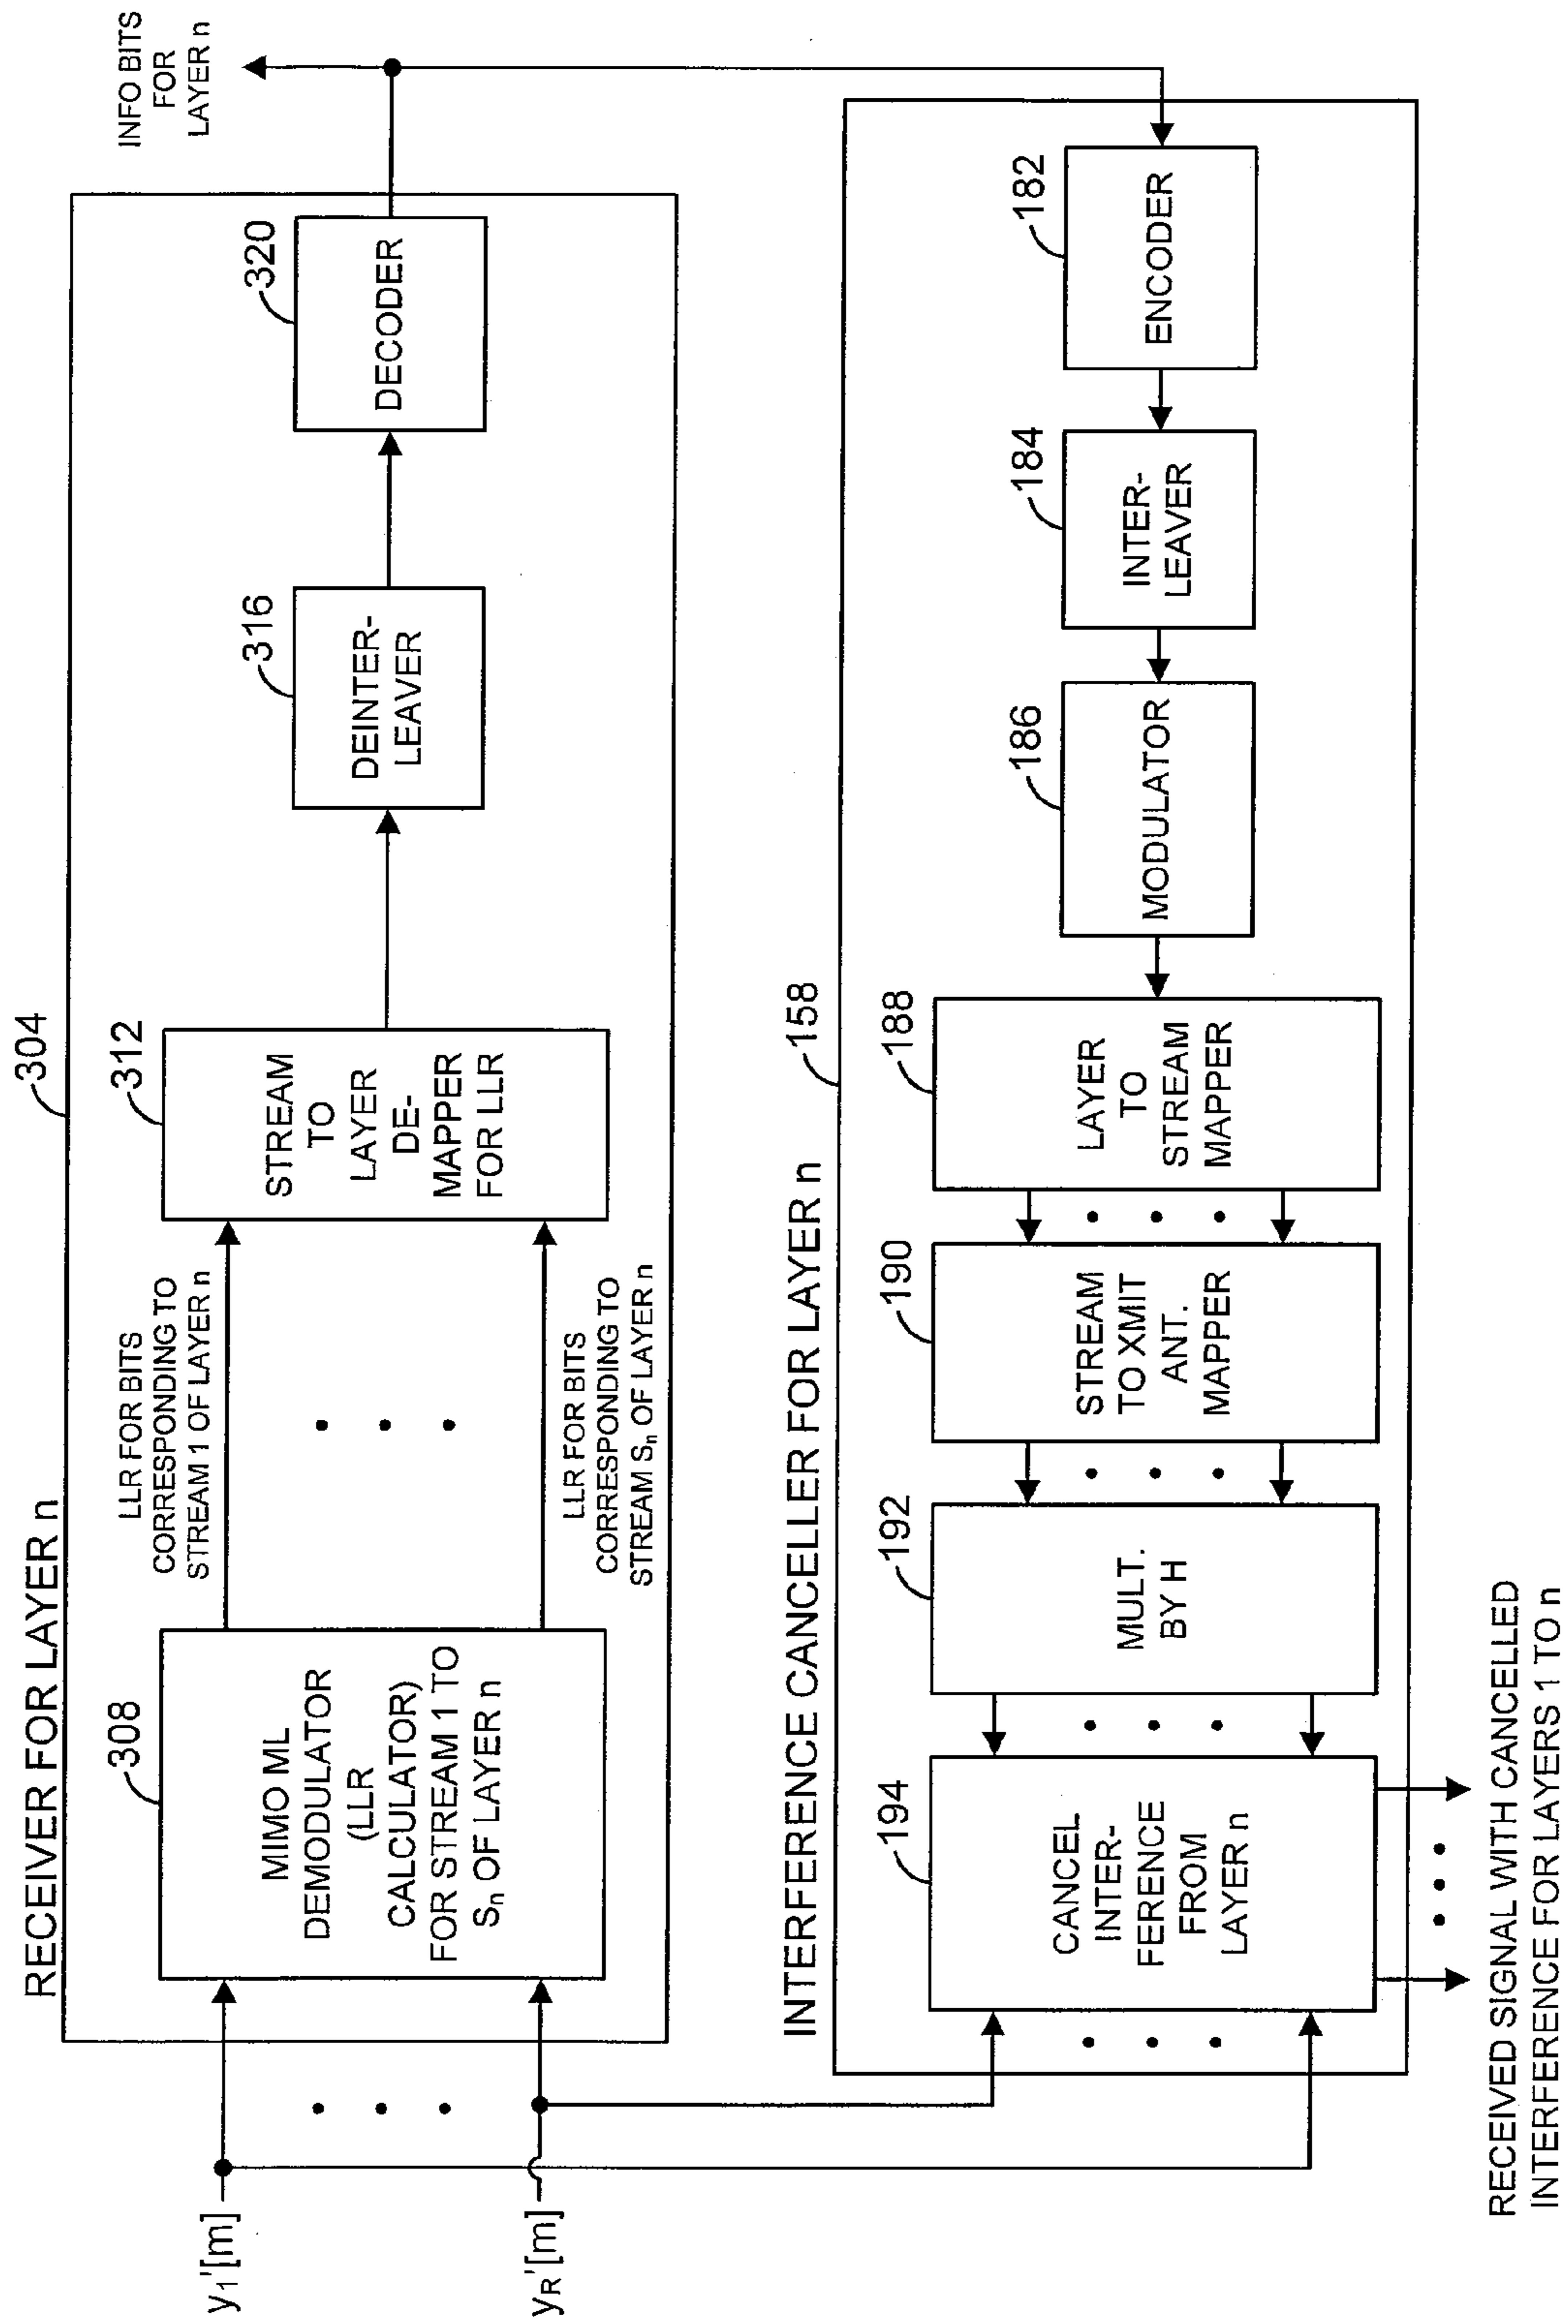 RECEIVER FOR LAYER n
304
y1'[m]
yR'[m]
308
MIMO ML
DEMODULATOR
(LLR
CALCULATOR)
FOR STREAM 1 TO
Sn OF LAYER n
LLR FOR BITS
CORRESPONDING TO
STREAM 1 OF LAYER n
LLR FOR BITS
CORRESPONDING TO
STREAM Sn OF LAYER n
312
STREAM
TO
LAYER
DE-
MAPPER
FOR LLR
316
DEINTER-
LEAVER
320
DECODER
INFO BITS
FOR
LAYER n
INTERFERENCE CANCELLER FOR LAYER n
158
194
CANCEL
INTER-
FERENCE
FROM
LAYER n
192
MULT.
BY H
190
STREAM
TO XMIT
ANT.
MAPPER
188
LAYER
TO
STREAM
MAPPER
186
MODULATOR
184
INTER-
LEAVER
182
ENCODER
RECEIVED SIGNAL WITH CANCELLED
INTERFERENCE FOR LAYERS 1 TO n